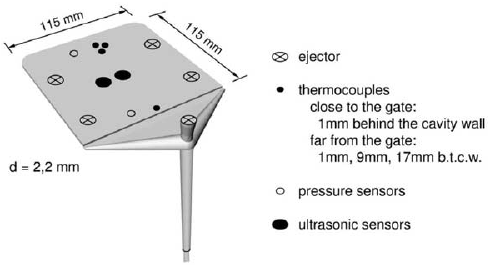 115 mm
115 mm
d = 2,2 mm
ejector
thermocouples
close to the gate:
1mm behind the cavity wall
far from the gate:
1mm, 9mm, 17mm b.t.c.w.
pressure sensors
ultrasonic sensors